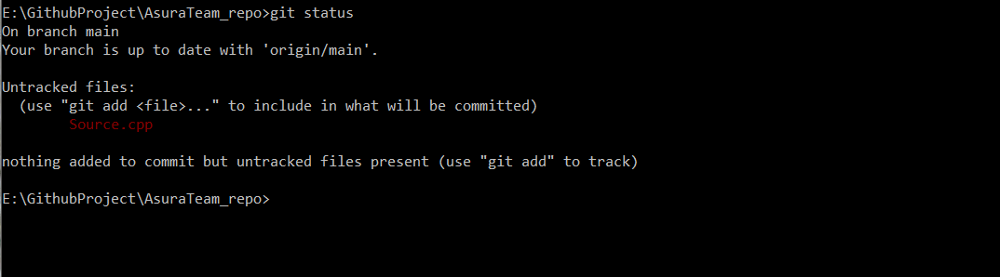 E:\GithubProject\AsuraTeam_repo>git status
On branch main
Your branch is up to date with 'origin/main'.
Untracked files:
  (use "git add <file>..." to include in what will be committed)
        Source.cpp
nothing added to commit but untracked files present (use "git add" to track)
E:\GithubProject\AsuraTeam_repo>